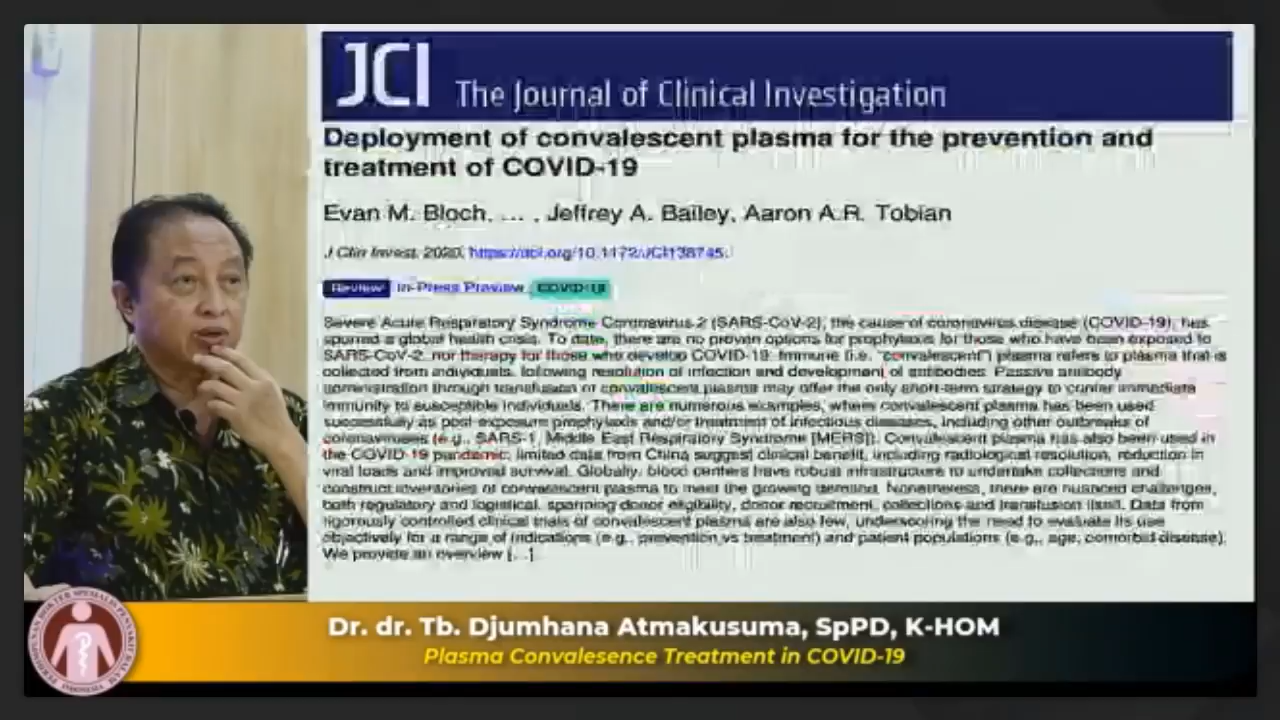 JCI The Journal of Clinical Investigation
Deployment of convalescent plasma for the prevention and
treatment of COVID-19
Evan M. Bloch, ... , Jeffrey A. Bailey, Aaron A.R. Tobian
J Clin Invest. 2020. https://doi.org/10.1172/JCI138745.
Review In-Press Preview COVID-19
Severe Acute Respiratory Syndrome Coronavirus 2 (SARS-CoV-2), the cause of coronavirus disease (COVID-19), has
spurred a global health crisis. To date, there are no proven options for prophylaxis for those who have been exposed to
SARS-CoV-2, nor therapy for those who develop COVID-19. Immune (i.e. "convalescent") plasma refers to plasma that is
collected from individuals, following resolution of infection and development of antibodies. Passive antibody
administration through transfusion of convalescent plasma may offer the only short-term strategy to confer immediate
immunity to susceptible individuals. There are numerous examples, where convalescent plasma has been used
successfully as post-exposure prophylaxis and/or treatment of infectious diseases, including other outbreaks of
coronaviruses (e.g., SARS-1, Middle East Respiratory Syndrome [MERS]). Convalescent plasma has also been used in
the COVID-19 pandemic; limited data from China suggest clinical benefit, including radiological resolution, reduction in
viral loads and improved survival. Globally, blood centers have robust infrastructure to undertake collections and
construct inventories of convalescent plasma to meet the growing demand. Nonetheless, there are nuanced challenges,
both regulatory and logistical, spanning donor eligibility, donor recruitment, collections and transfusion itself. Data from
rigorously controlled clinical trials of convalescent plasma are also few, underscoring the need to evaluate its use
objectively for a range of indications (e.g., prevention vs treatment) and patient populations (e.g., age, comorbid disease).
We provide an overview [...]
PERHIMPUNAN DOKTER SPESIALIS PENYAKIT DALAM
INDONESIA
Dr. dr. Tb. Djumhana Atmakusuma, SpPD, K-HOM
Plasma Convalesence Treatment in COVID-19